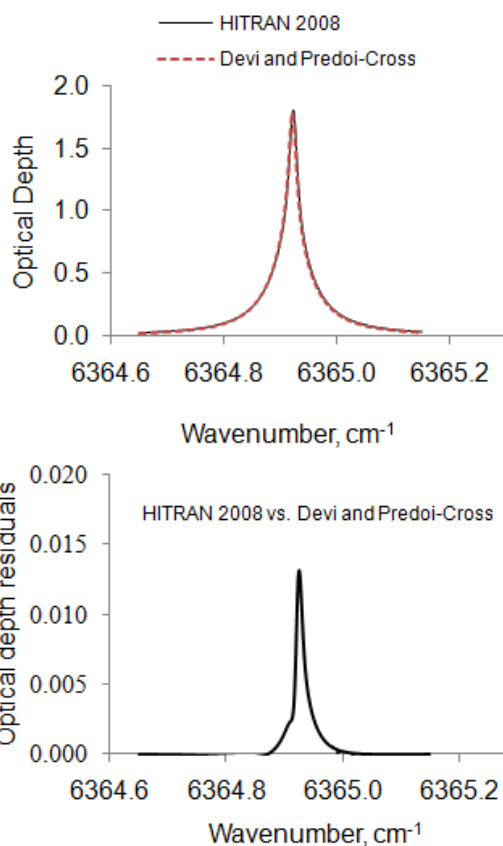 HITRAN 2008
Devi and Predoi-Cross
Optical Depth
2.0
1.5
1.0
0.5
0.0
6364.6 6364.8 6365.0 6365.2
Wavenumber, cm-1
Optical depth residuals
0.020
0.015
0.010
0.005
0.000
HITRAN 2008 vs. Devi and Predoi-Cross
6364.6 6364.8 6365.0 6365.2
Wavenumber, cm-1